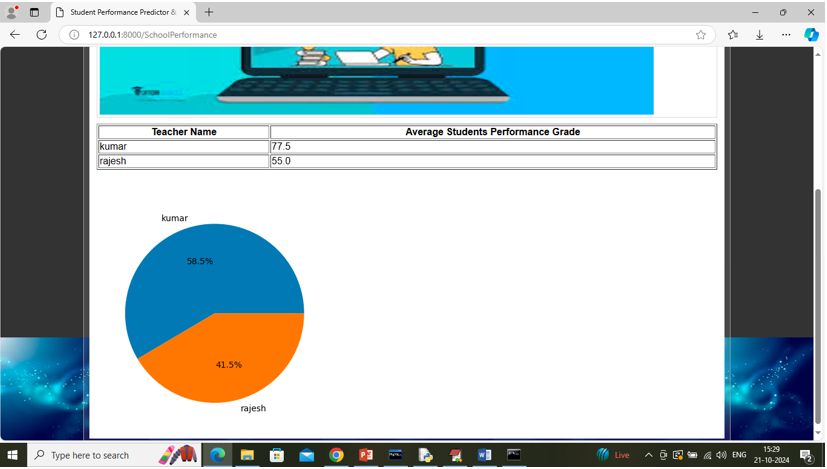 Student Performance Predictor &
127.0.0.1:8000/SchoolPerformance
Teacher Name Average Students Performance Grade
kumar 77.5
rajesh 55.0
kumar
58.5%
41.5%
rajesh
Type here to search
Live
ENG
15:29
21-10-2024
2